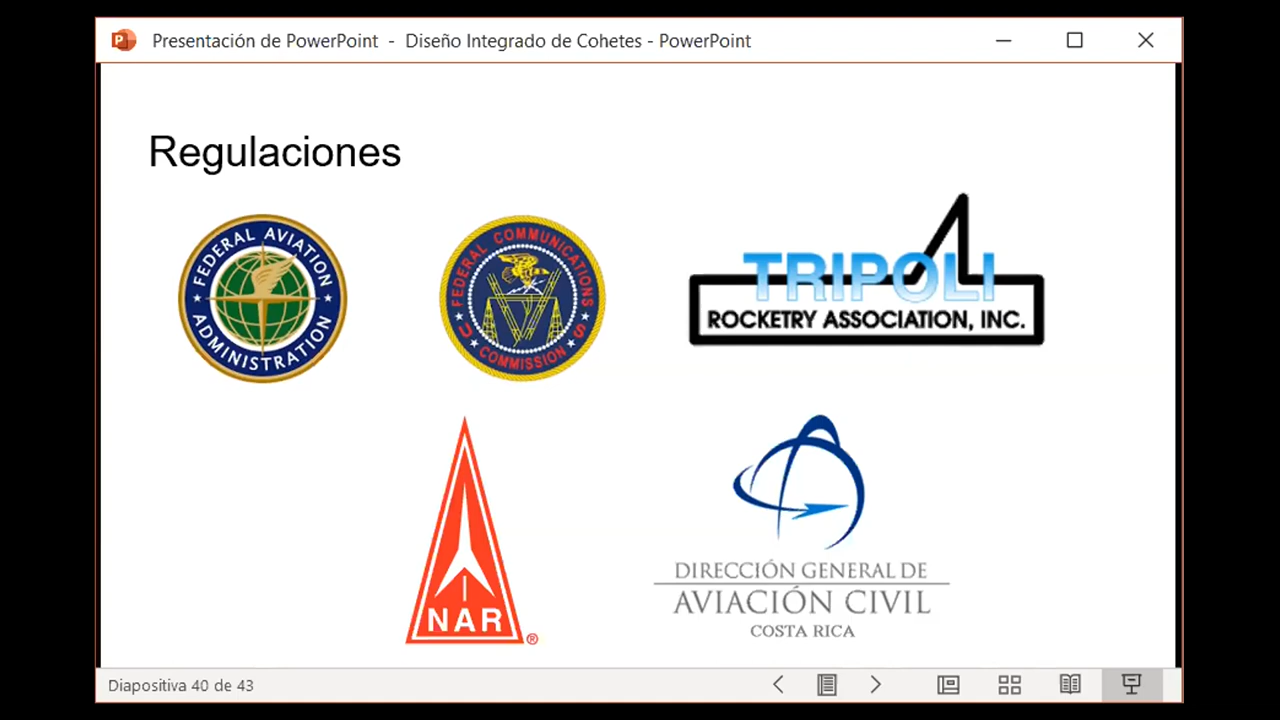 Presentación de PowerPoint - Diseño Integrado de Cohetes - PowerPoint
Regulaciones
FEDERAL AVIATION
ADMINISTRATION
FEDERAL COMMUNICATIONS
U COMMISSION S
TRIPOLI
ROCKETRY ASSOCIATION, INC.
NAR®
DIRECCIÓN GENERAL DE
AVIACIÓN CIVIL
COSTA RICA
Diapositiva 40 de 43